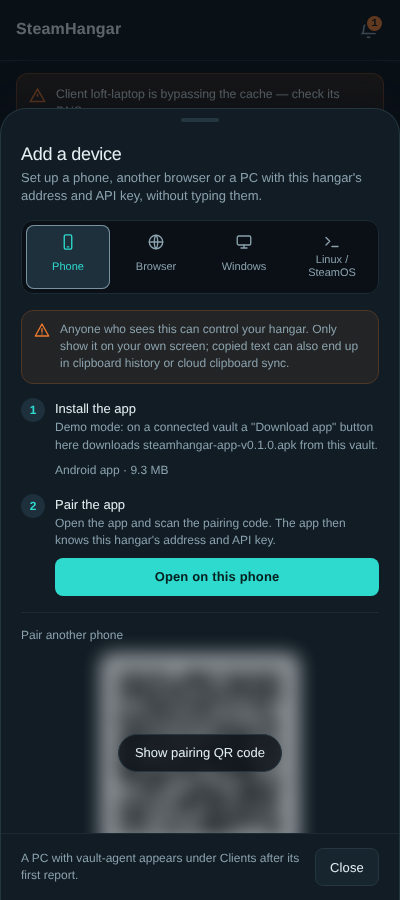 SteamHangar
1
Client loft-laptop is bypassing the cache — check its
Add a device
Set up a phone, another browser or a PC with this hangar's
address and API key, without typing them.
Phone
Browser
Windows
Linux /
SteamOS
Anyone who sees this can control your hangar. Only
show it on your own screen; copied text can also end up
in clipboard history or cloud clipboard sync.
1
Install the app
Demo mode: on a connected vault a "Download app" button
here downloads steamhangar-app-v0.1.0.apk from this vault.
Android app · 9.3 MB
2
Pair the app
Open the app and scan the pairing code. The app then
knows this hangar's address and API key.
Open on this phone
Pair another phone
Show pairing QR code
A PC with vault-agent appears under Clients after its
first report.
Close